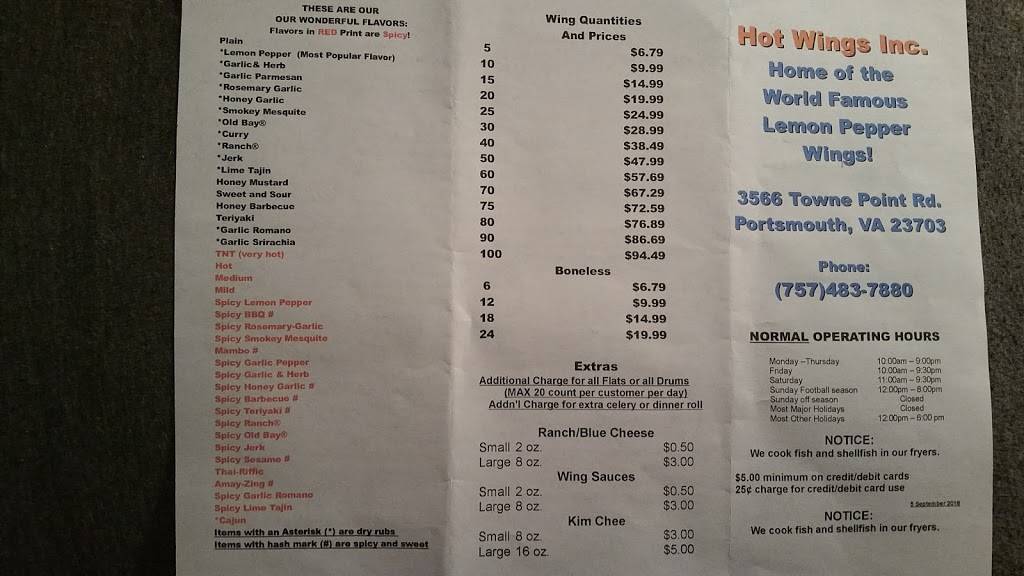 THESE ARE OUR
OUR WONDERFUL FLAVORS:
Flavors in RED Print are Spicy!
Plain
*Lemon Pepper (Most Popular Flavor)
*Garlic& Herb
*Garlic Parmesan
*Rosemary Garlic
*Honey Garlic
*Smokey Mesquite
*Old Bay®
*Curry
*Ranch®
*Jerk
*Lime Tajin
Honey Mustard
Sweet and Sour
Honey Barbecue
Teriyaki
*Garlic Romano
*Garlic Srirachia
TNT (very hot)
Hot
Medium
Mild
Spicy Lemon Pepper
Spicy BBQ #
Spicy Rosemary-Garlic
Spicy Smokey Mesquite
Mambo #
Spicy Garlic Pepper
Spicy Garlic & Herb
Spicy Honey Garlic #
Spicy Barbecue #
Spicy Teriyaki #
Spicy Ranch®
Spicy Old Bay®
Spicy Jerk
Spicy Sesame #
Thai-Riffic
Amay-Zing #
Spicy Garlic Romano
Spicy Lime Tajin
*Cajun
Items with an Asterisk (*) are dry rubs
Items with hash mark (#) are spicy and sweet
Wing Quantities
And Prices
5 $6.79
10 $9.99
15 $14.99
20 $19.99
25 $24.99
30 $28.99
40 $38.49
50 $47.99
60 $57.69
70 $67.29
75 $72.59
80 $76.89
90 $86.69
100 $94.49
Boneless
6 $6.79
12 $9.99
18 $14.99
24 $19.99
Extras
Additional Charge for all Flats or all Drums
(MAX 20 count per customer per day)
Addn'l Charge for extra celery or dinner roll
Ranch/Blue Cheese
Small 2 oz. $0.50
Large 8 oz. $3.00
Wing Sauces
Small 2 oz. $0.50
Large 8 oz. $3.00
Kim Chee
Small 8 oz. $3.00
Large 16 oz. $5.00
Hot Wings Inc.
Home of the
World Famous
Lemon Pepper
Wings!
3566 Towne Point Rd.
Portsmouth, VA 23703
Phone:
(757)483-7880
NORMAL OPERATING HOURS
Monday –Thursday 10:00am – 9:00pm
Friday 10:00am – 9:30pm
Saturday 11:00am – 9:30pm
Sunday Football season 12:00pm – 8:00pm
Sunday off season Closed
Most Major Holidays Closed
Most Other Holidays 12:00pm – 6:00 pm
NOTICE:
We cook fish and shellfish in our fryers.
$5.00 minimum on credit/debit cards
25¢ charge for credit/debit card use
5 September 2016
NOTICE:
We cook fish and shellfish in our fryers.